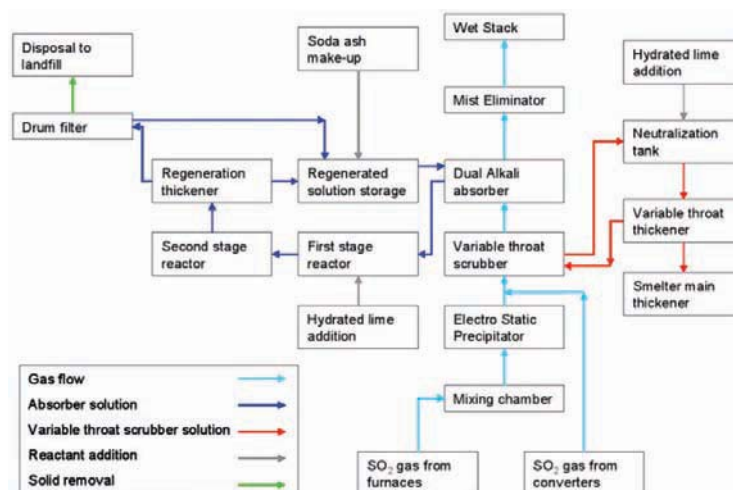 Disposal to
landfill
Soda ash
make-up
Wet Stack
Hydrated lime
addition
Mist Eliminator
Drum filter
Neutralization
tank
Regeneration
thickener
Regenerated
solution storage
Dual Alkali
absorber
Variable throat
thickener
Second stage
reactor
First stage
reactor
Variable throat
scrubber
Smelter main
thickener
Hydrated lime
addition
Electro Static
Precipitator
Gas flow
Absorber solution
Variable throat scrubber solution
Reactant addition
Solid removal
Mixing chamber
SO₂ gas from
furnaces
SO₂ gas from
converters